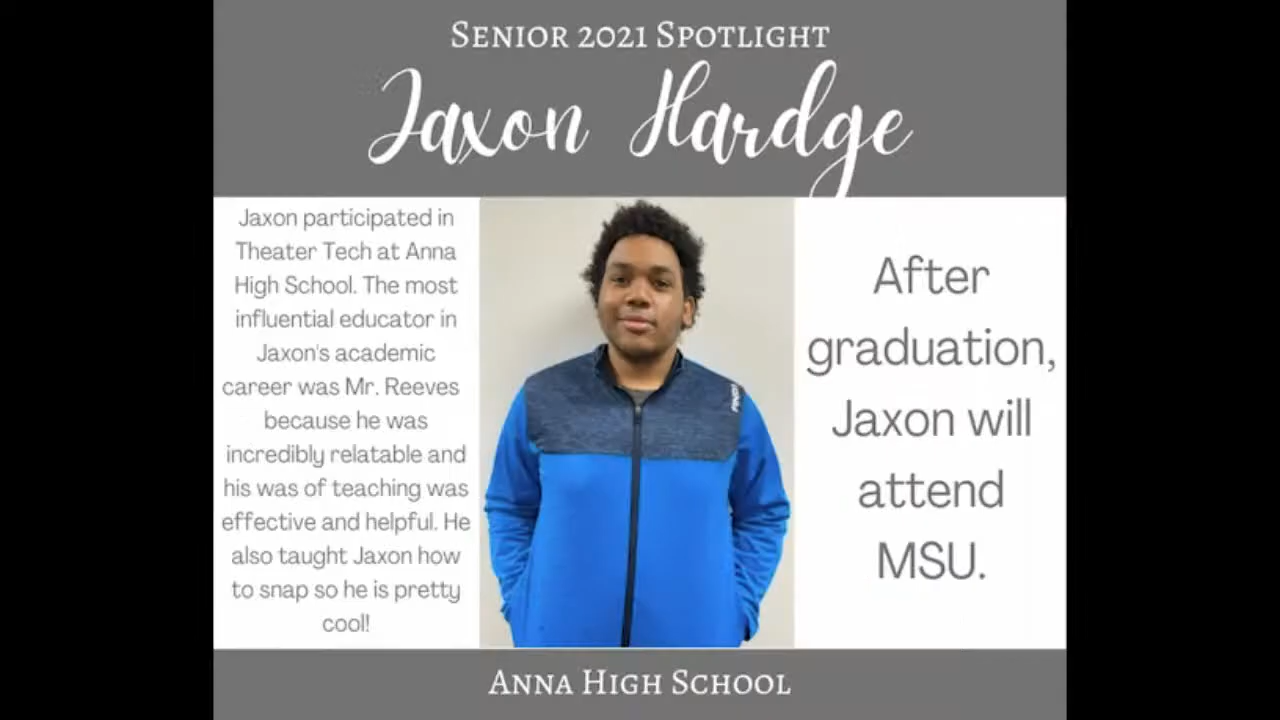 SENIOR 2021 SPOTLIGHT
Jaxon Hardge
Jaxon participated in
Theater Tech at Anna
High School. The most
influential educator in
Jaxon's academic
career was Mr. Reeves
because he was
incredibly relatable and
his was of teaching was
effective and helpful. He
also taught Jaxon how
to snap so he is pretty
cool!
After
graduation,
Jaxon will
attend
MSU.
ANNA HIGH SCHOOL